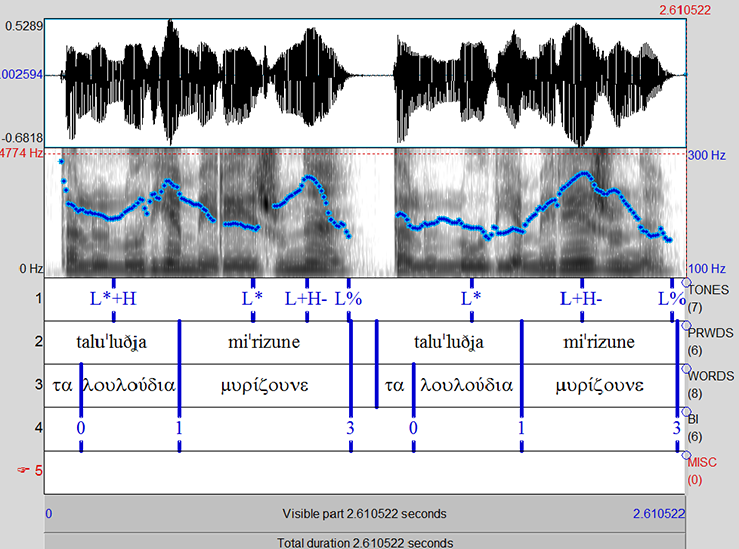 2.610522
0.5289
.002594
-0.6818
4774 Hz
300 Hz
0 Hz
100 Hz
1 L*+H L* L+H- L% L* L+H- L% TONES
(7)
2 talu'luðʝa mi'rizune talu'luðʝa mi'rizune PRWDS
(6)
3 τα λουλούδια μυρίζουνε τα λουλούδια μυρίζουνε WORDS
(8)
4 0 1 3 0 1 3 BI
(6)
☞ 5 MISC
(0)
0 Visible part 2.610522 seconds 2.610522
Total duration 2.610522 seconds